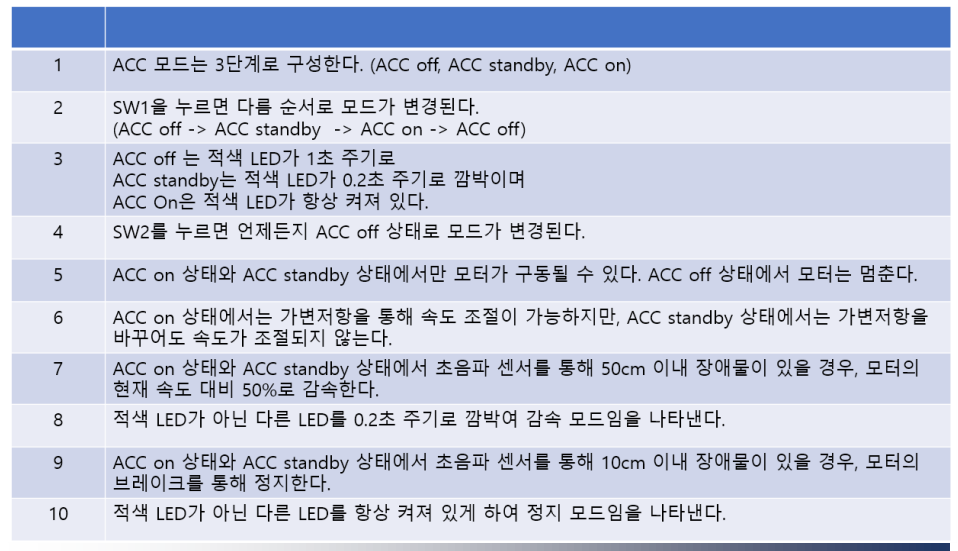 1 ACC 모드는 3단계로 구성한다. (ACC off, ACC standby, ACC on)
2 SW1을 누르면 다름 순서로 모드가 변경된다.
(ACC off -> ACC standby -> ACC on -> ACC off)
3 ACC off 는 적색 LED가 1초 주기로
ACC standby는 적색 LED가 0.2초 주기로 깜박이며
ACC On은 적색 LED가 항상 켜져 있다.
4 SW2를 누르면 언제든지 ACC off 상태로 모드가 변경된다.
5 ACC on 상태와 ACC standby 상태에서만 모터가 구동될 수 있다. ACC off 상태에서 모터는 멈춘다.
6 ACC on 상태에서는 가변저항을 통해 속도 조절이 가능하지만, ACC standby 상태에서는 가변저항을
바꾸어도 속도가 조절되지 않는다.
7 ACC on 상태와 ACC standby 상태에서 초음파 센서를 통해 50cm 이내 장애물이 있을 경우, 모터의
현재 속도 대비 50%로 감속한다.
8 적색 LED가 아닌 다른 LED를 0.2초 주기로 깜박여 감속 모드임을 나타낸다.
9 ACC on 상태와 ACC standby 상태에서 초음파 센서를 통해 10cm 이내 장애물이 있을 경우, 모터의
브레이크를 통해 정지한다.
10 적색 LED가 아닌 다른 LED를 항상 켜져 있게 하여 정지 모드임을 나타낸다.